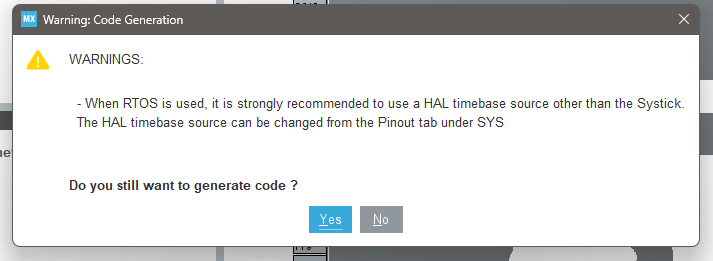 MX Warning: Code Generation
WARNINGS:
- When RTOS is used, it is strongly recommended to use a HAL timebase source other than the Systick.
The HAL timebase source can be changed from the Pinout tab under SYS
Do you still want to generate code ?
Yes No